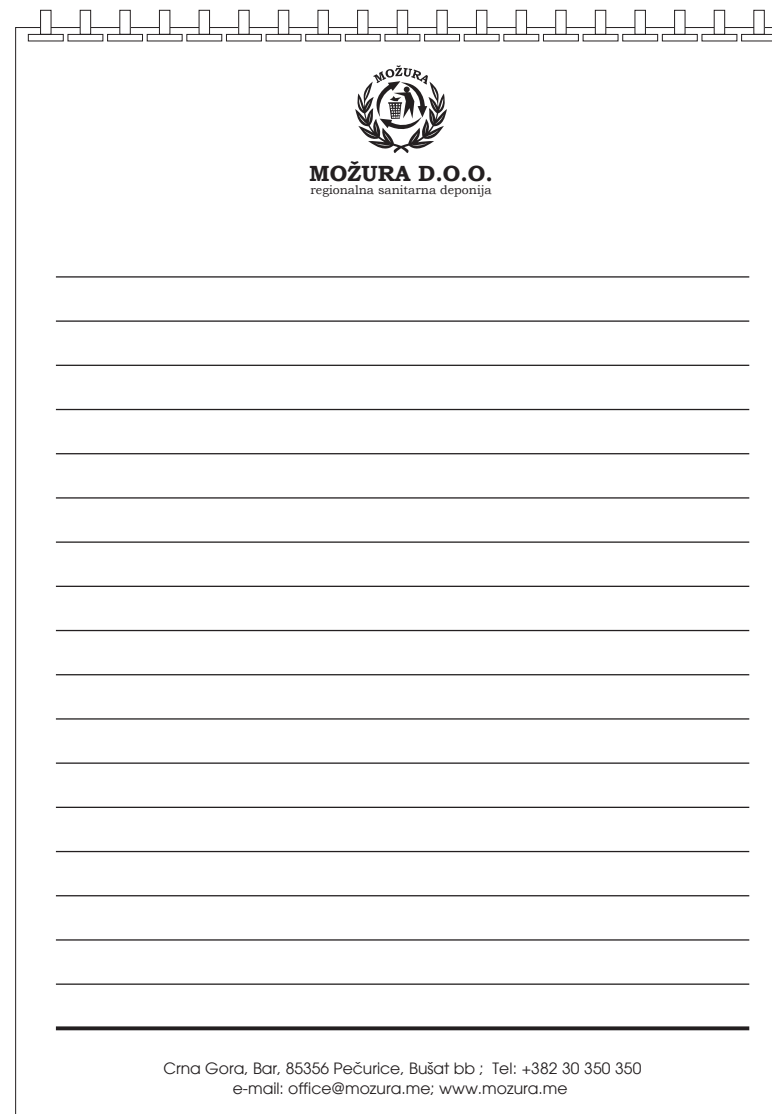 MOŽURA
MOŽURA D.O.O.
regionalna sanitarna deponija
Crna Gora, Bar, 85356 Pečurice, Bušat bb ; Tel: +382 30 350 350
e-mail: office@mozura.me; www.mozura.me